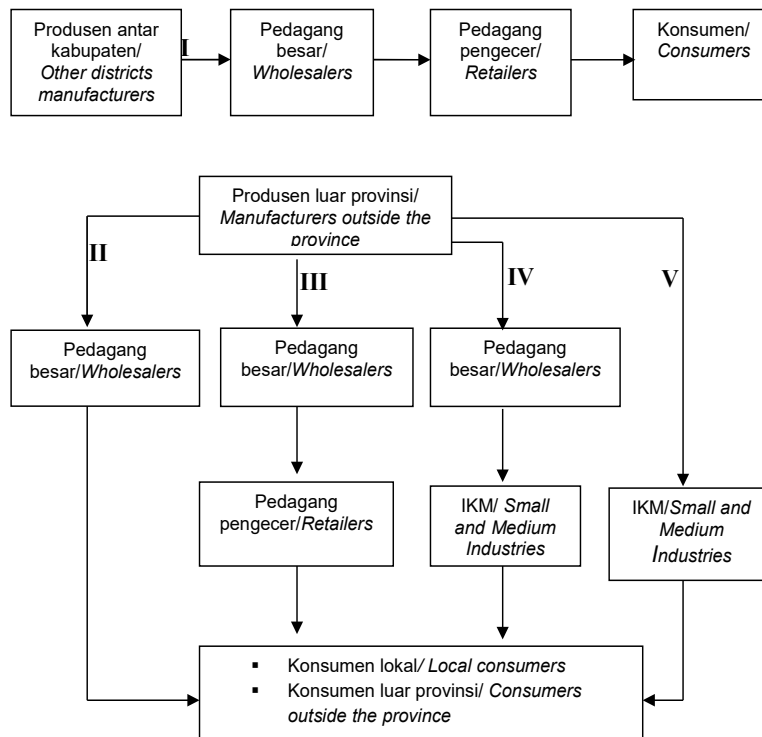 Produsen antar
kabupaten/
Other districts
manufacturers
I
Pedagang
besar/
Wholesalers
Pedagang
pengecer/
Retailers
Konsumen/
Consumers
Produsen luar provinsi/
Manufacturers outside the
province
II
III
IV
V
Pedagang
besar/Wholesalers
Pedagang
besar/Wholesalers
Pedagang
besar/Wholesalers
Pedagang
pengecer/Retailers
IKM/ Small
and Medium
Industries
IKM/Small and
Medium
Industries
▪ Konsumen lokal/ Local consumers
▪ Konsumen luar provinsi/ Consumers
outside the province